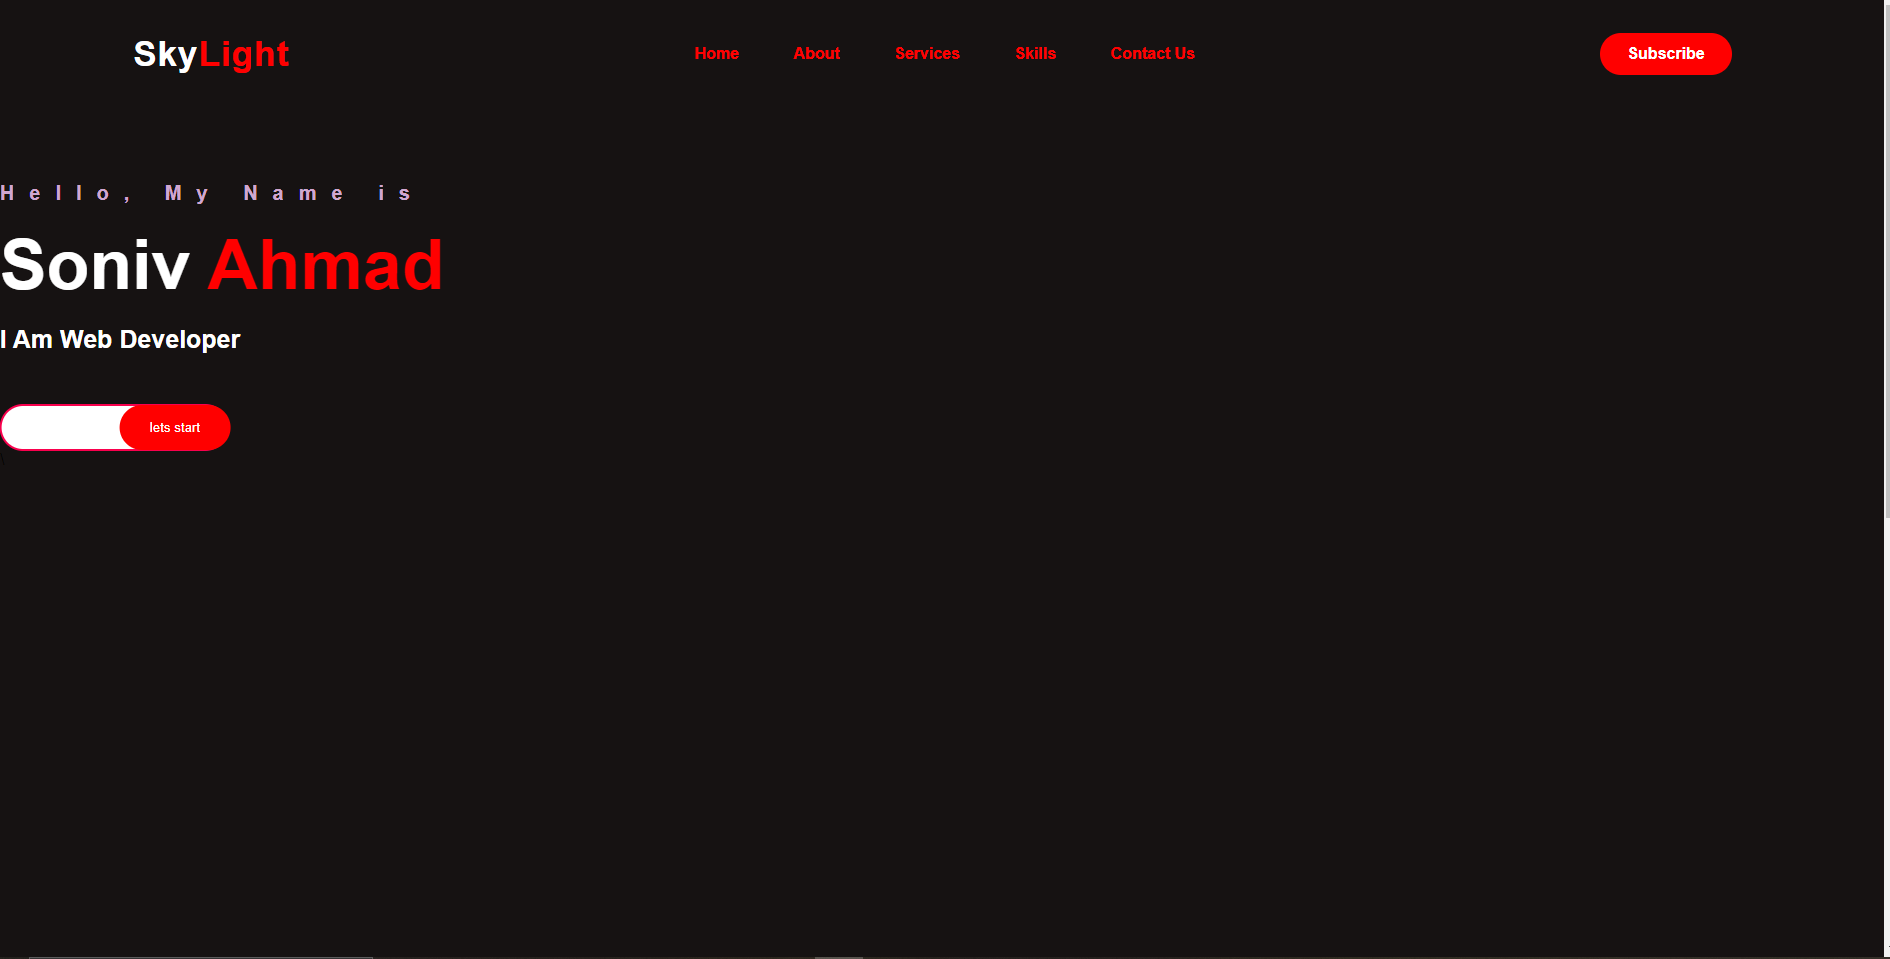 SkyLight Home About Services Skills Contact Us Subscribe
Hello, My Name is
Soniv Ahmad
I Am Web Developer
lets start